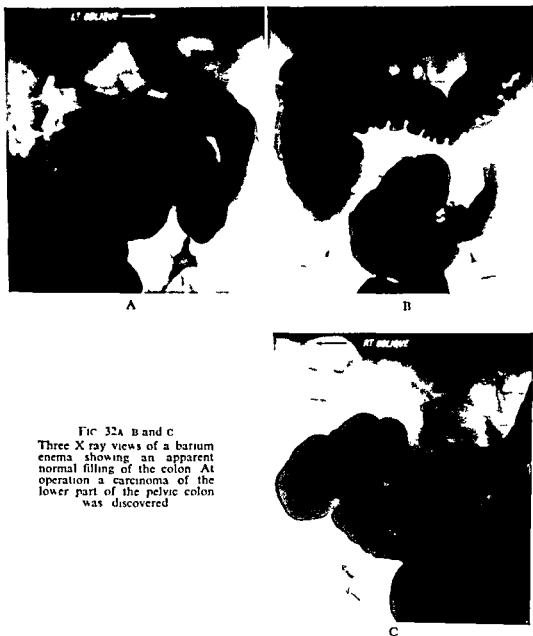 LT OBLIQUE
A
B
RT OBLIQUE
FIG 32A B and C
Three X ray views of a barium
enema showing an apparent
normal filling of the colon At
operation a carcinoma of the
lower part of the pelvic colon
was discovered
C